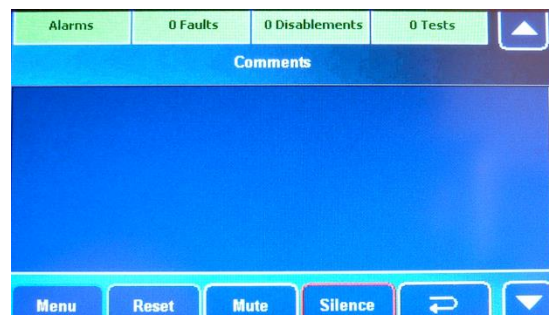 Alarms 0 Faults 0 Disablements 0 Tests
Comments
Menu Reset Mute Silence